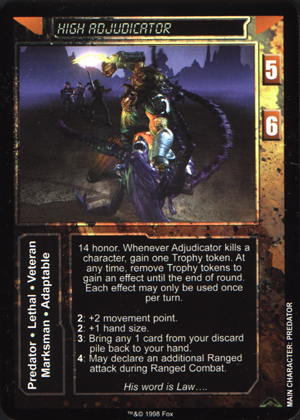 HIGH ADJUDICATOR
5
6
Predator • Lethal • Veteran
Marksman • Adaptable
14 honor. Whenever Adjudicator kills a
character, gain one Trophy token. At
any time, remove Trophy tokens to
gain an effect until the end of round.
Each effect may only be used once
per turn.
2: +2 movement point.
2: +1 hand size.
3: Bring any 1 card from your discard
pile back to your hand.
4: May declare an additional Ranged
attack during Ranged Combat.
His word is Law....
MAIN CHARACTER: PREDATOR
™&© 1998 Fox